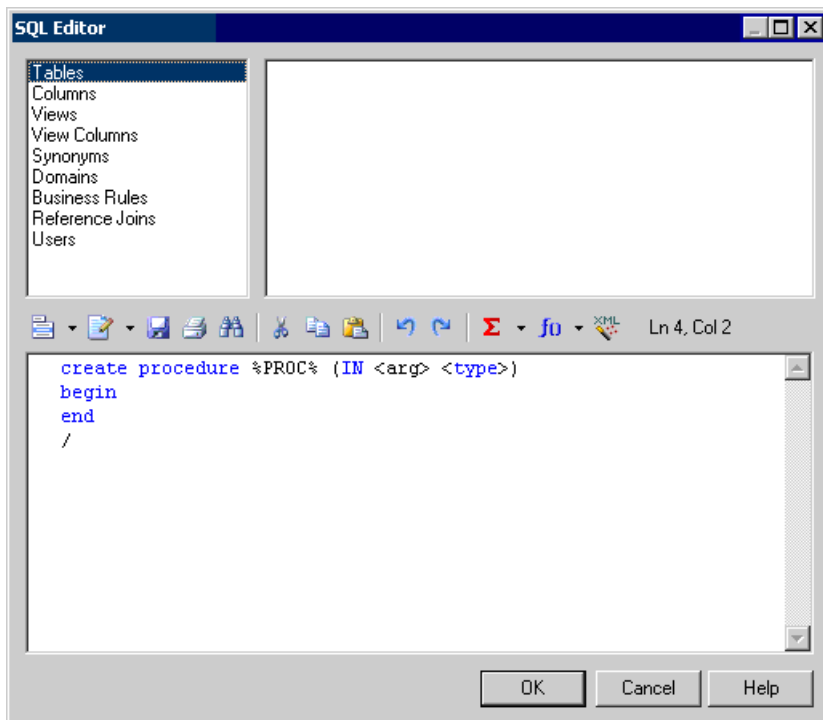 SQL Editor
Tables
Columns
Views
View Columns
Synonyms
Domains
Business Rules
Reference Joins
Users
Σ f() XML Ln 4, Col 2
create procedure %PROC% (IN <arg> <type>)
begin
end
/
OK Cancel Help